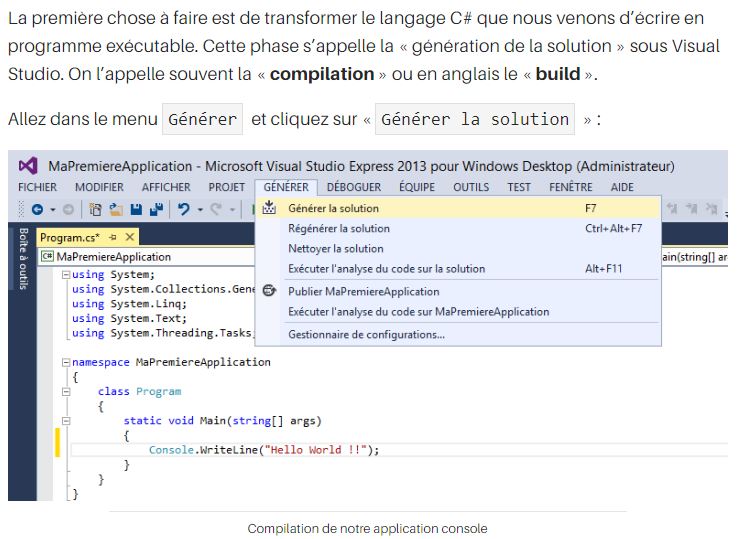 La première chose à faire est de transformer le langage C# que nous venons d’écrire en
programme exécutable. Cette phase s’appelle la « génération de la solution » sous Visual
Studio. On l’appelle souvent la « compilation » ou en anglais le « build ».
Allez dans le menu Générer et cliquez sur « Générer la solution » :
MaPremiereApplication - Microsoft Visual Studio Express 2013 pour Windows Desktop (Administrateur)
FICHIER MODIFIER AFFICHER PROJET GÉNÉRER DÉBOGUER ÉQUIPE OUTILS TEST FENÊTRE AIDE
Générer la solution F7
Régénérer la solution Ctrl+Alt+F7
Nettoyer la solution
Exécuter l'analyse du code sur la solution Alt+F11
Publier MaPremiereApplication
Exécuter l'analyse du code sur MaPremiereApplication
Gestionnaire de configurations...
Boîte à outils
Program.cs*
C# MaPremiereApplication
ain(string[] ar
using System;
using System.Collections.Gene
using System.Linq;
using System.Text;
using System.Threading.Tasks;
namespace MaPremiereApplication
{
class Program
{
static void Main(string[] args)
{
Console.WriteLine("Hello World !!");
}
}
}
Compilation de notre application console